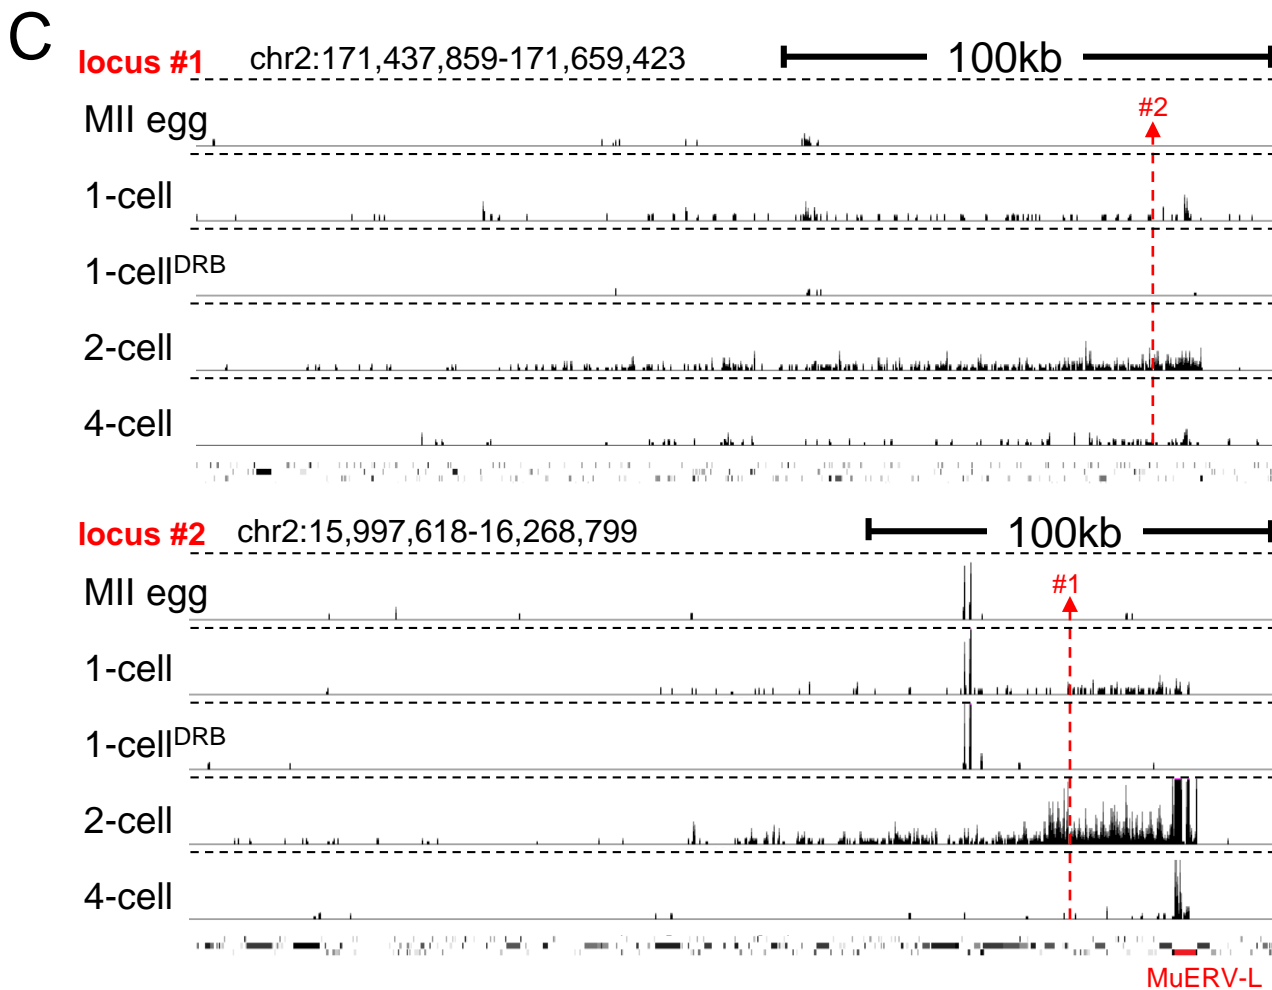 C
locus #1 chr2:171,437,859-171,659,423 100kb
#2
MII egg
1-cell
1-cellDRB
2-cell
4-cell
locus #2 chr2:15,997,618-16,268,799 100kb
#1
MII egg
1-cell
1-cellDRB
2-cell
4-cell
MuERV-L